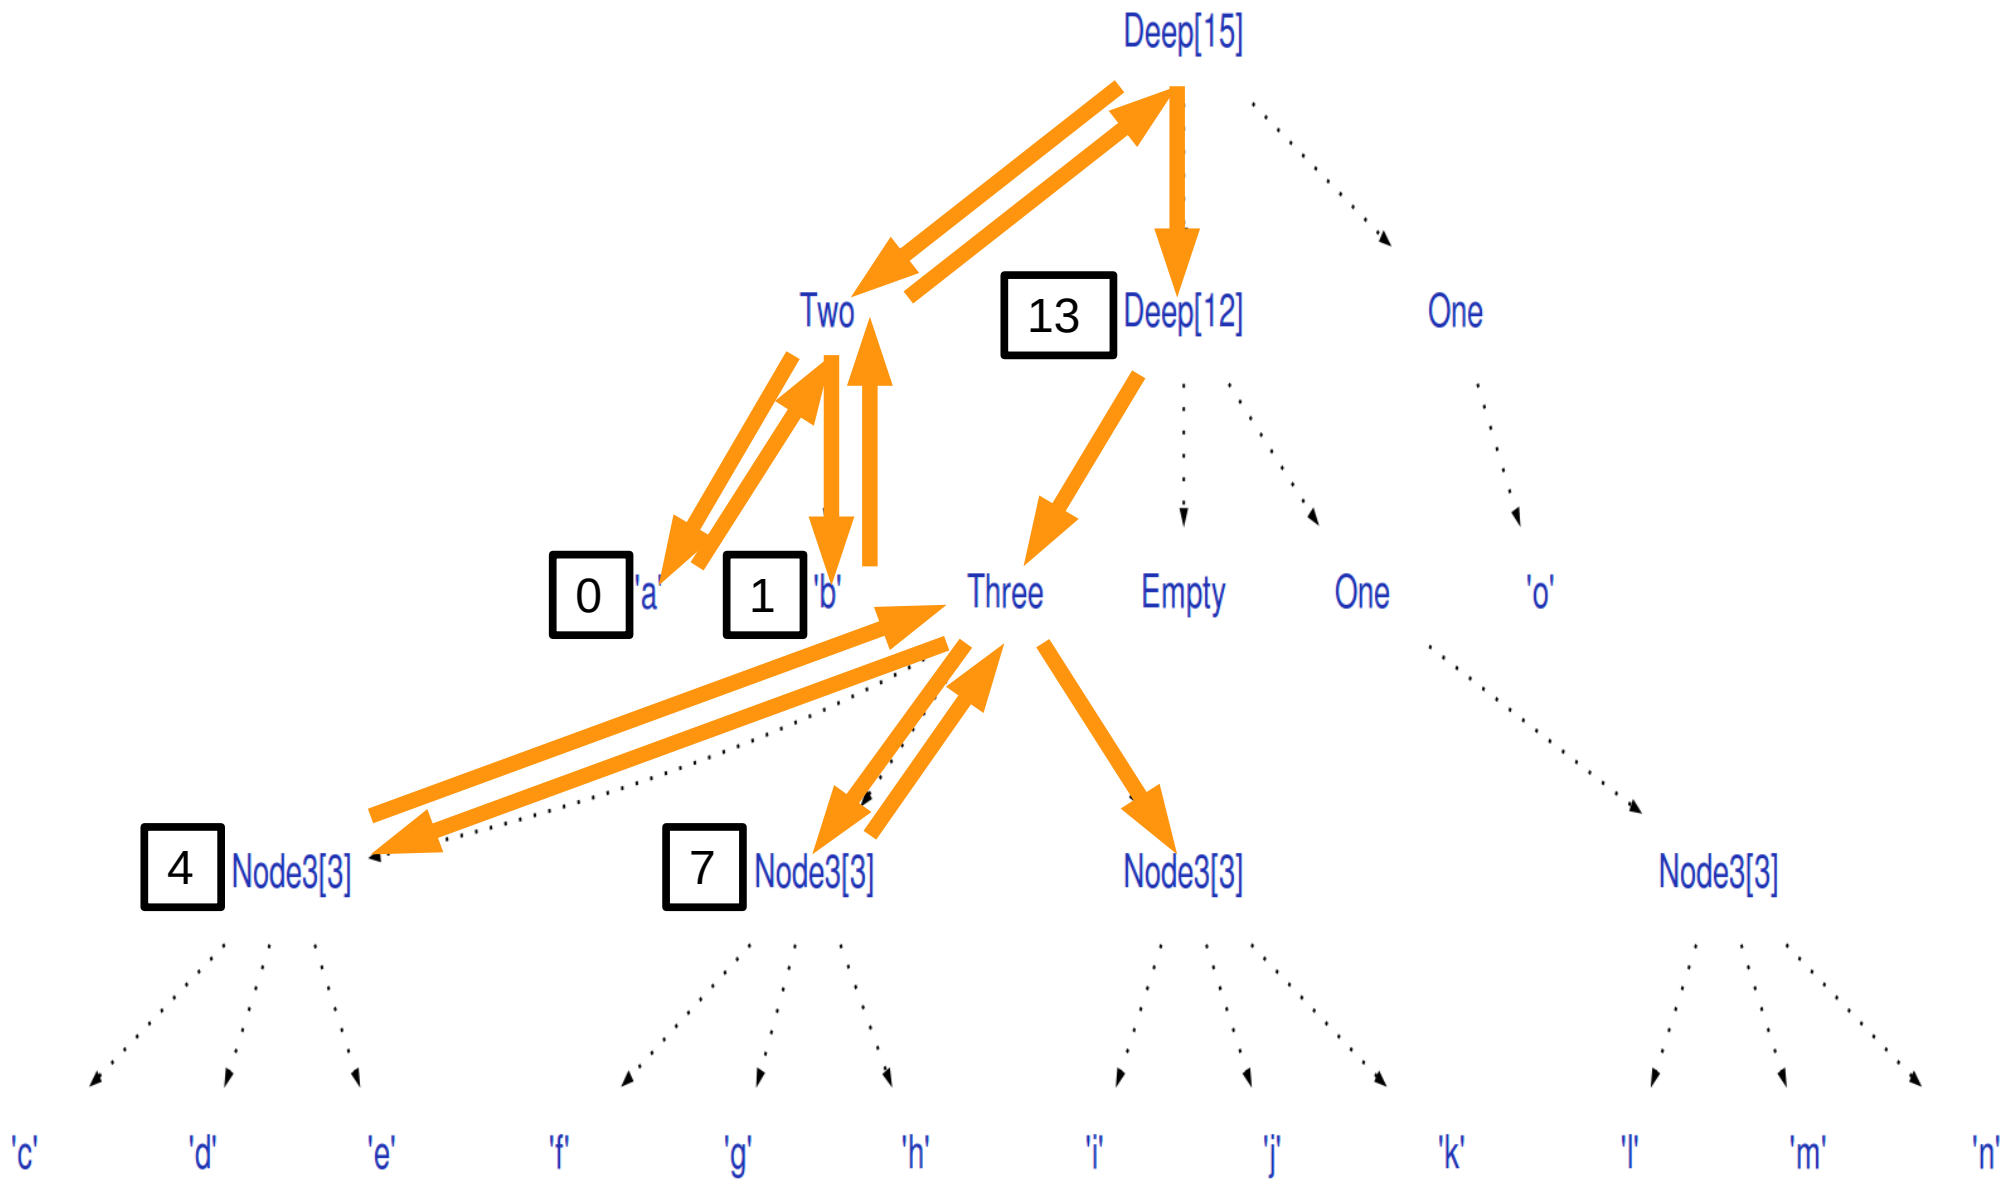 Deep[15]
Two
13
Deep[12]
One
0
'a'
1
'b'
Three
Empty
One
'o'
4
Node3[3]
7
Node3[3]
Node3[3]
Node3[3]
'c'
'd'
'e'
'f'
'g'
'h'
'i'
'j'
'k'
'l'
'm'
'n'